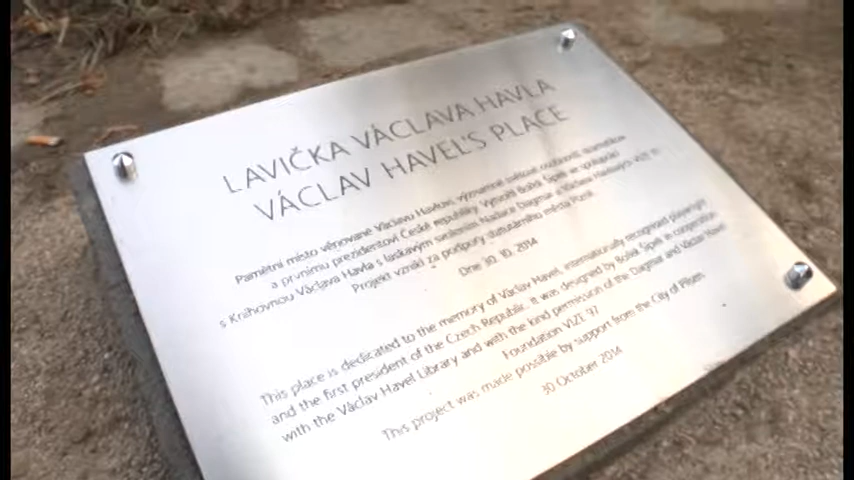 LAVIČKA VÁCLAVA HAVLA
VÁCLAV HAVEL'S PLACE
Pamětní místo věnované Václavu Havlovi, významné světové osobnosti, dramatikovi
a prvnímu prezidentovi České republiky. Vytvořil Bořek Šípek ve spolupráci
s Knihovnou Václava Havla s laskavým svolením Nadace Dagmar a Václava Havlových VIZE 97.
Projekt vznikl za podpory statutárního města Plzně.
Dne 30. 10. 2014
This place is dedicated to the memory of Václav Havel, internationally recognised playwright
and the first president of the Czech Republic. It was designed by Bořek Šípek in cooperation
with the Václav Havel Library and with the kind permission of the Dagmar and Václav Havel
Foundation VIZE 97
This project was made possible by support from the City of Pilsen
30 October 2014